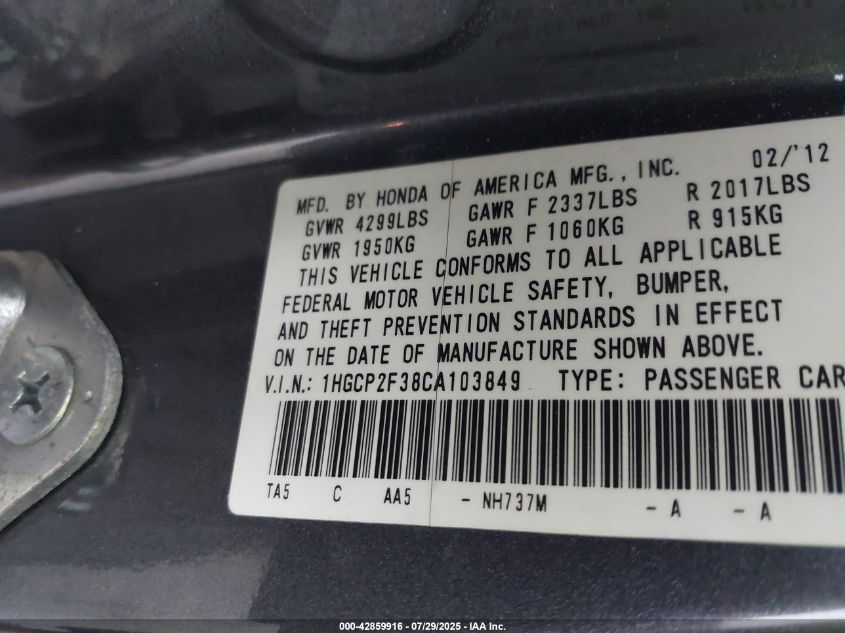 02/'12
MFD. BY HONDA OF AMERICA MFG., INC.
GVWR 4299LBS GAWR F 2337LBS R 2017LBS
GVWR 1950KG GAWR F 1060KG R 915KG
THIS VEHICLE CONFORMS TO ALL APPLICABLE
FEDERAL MOTOR VEHICLE SAFETY, BUMPER,
AND THEFT PREVENTION STANDARDS IN EFFECT
ON THE DATE OF MANUFACTURE SHOWN ABOVE.
V.I.N.: 1HGCP2F38CA103849 TYPE: PASSENGER CAR
TA5 C AA5 - NH737M - A - A
000-42859916 - 07/29/2025 - IAA Inc.